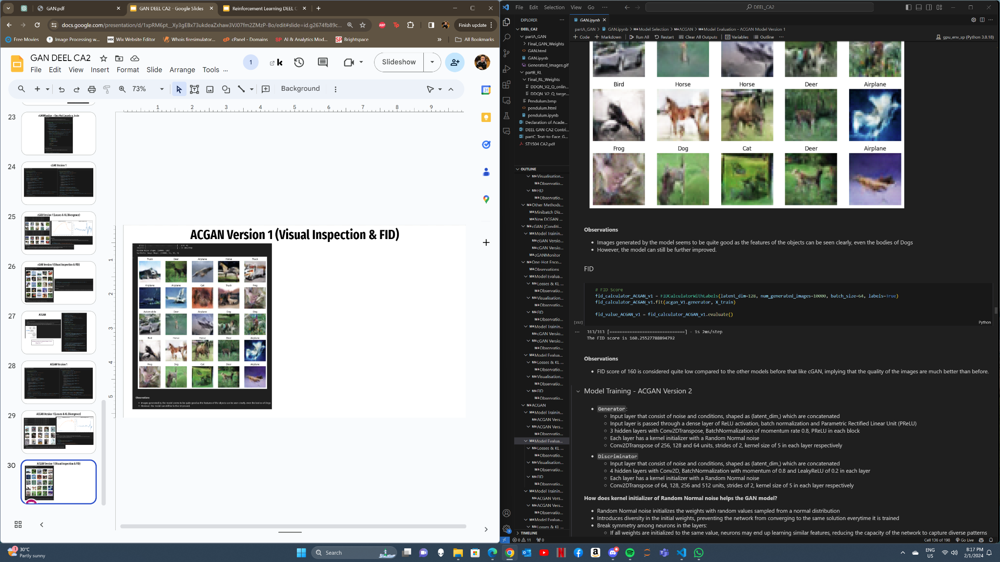 GAN.pdf
GAN DEEL CA2 - Google Slides
Reinforcement Learning DEEL C
docs.google.com/presentation/d/1xpRM6pt__Xy3gEBx73ukdeaZxhaw3VJ07fm2ZMzP-Bo/edit#slide=id.g2674fb89c...
Finish update
Free Movies
Image Processing w...
Wix Website Editor
Whois firesimulator...
cPanel - Domains
AI & Analytics Mod...
Brightspace
All Bookmarks
GAN DEEL CA2
File Edit View Insert Format Slide Arrange Tools ...
1
Slideshow
73%
Background
23
cGANMonitor + One Hot Encode y_train
24
cGAN Version 1
25
cGAN Version 1 (Losses & KL Divergence)
26
cGAN Version 1 (Visual Inspection & FID)
27
ACGAN
28
ACGAN Version 1
29
ACGAN Version 1 (Losses & KL Divergence)
30
ACGAN Version 1 (Visual Inspection & FID)
1 2 3 4 5 6 7 8 9
1
2
3
4
5
ACGAN Version 1 (Visual Inspection & FID)
Truck Deer Airplane Horse Truck
Airplane Airplane Cat Truck Frog
Automobile Deer Airplane Dog Dog
Bird Horse Horse Deer Airplane
Frog Dog Cat Deer Airplane
Observations
Images generated by the model seems to be quite good as the features of the objects can be seen clearly, even the bodies of Dogs
However, the model can still be further improved.
File Edit Selection View Go ...
DEEL_CA2
EXPLORER
DEEL_CA2
partA_GAN
Final_GAN_Weights
GAN.html
GAN.ipynb
Generated_Images.gif
partB_RL
Final_RL_Weights
DDQN_V2_Q_onlin...
DDQN_V2_Q_targe...
Pendulum.bmp
pendulum.html
pendulum.ipynb
Declaration of Acade...
DEEL GAN CA2 Contri...
partC_Text-to-Face_G...
ST1504 CA2.pdf
OUTLINE
Visualisation...
Observatio...
FID
Observatio...
Other Methods...
Minibatch Dis...
New DCGAN ...
cGAN (Conditi...
Model Trainin...
cGAN Versio...
cGAN Versio...
cGANMonitor
One-Hot Enco...
Observations
Model Evalua...
Losses & KL ...
Observatio...
Visualisation...
Observatio...
FID
Observatio...
Model Trainin...
cGAN Versio...
cGAN Versio...
Observatio...
Model Evalua...
Losses & KL ...
Observatio...
Visualisation...
Observatio...
FID
Observatio...
ACGAN
Model Trainin...
ACGAN Vers...
ACGAN Vers...
Observatio...
Model Evalua...
Losses & KL ...
Observatio...
Visualisation...
Observatio...
FID
Observatio...
Model Trainin...
ACGAN Vers...
ACGAN Vers...
Observatio...
Model Evalua...
Losses & KL ...
TIMELINE
GAN.ipynb
partA_GAN > GAN.ipynb > Model Selection > ACGAN > Model Evaluation - ACGAN Model Version 1
+ Code + Markdown Run All Restart Clear All Outputs Variables Outline ...
gpu_env_sp (Python 3.8.18)
Bird Horse Horse Deer Airplane
Frog Dog Cat Deer Airplane
Observations
Images generated by the model seems to be quite good as the features of the objects can be seen clearly, even the bodies of Dogs
However, the model can still be further improved.
FID
# FID Score
fid_calculator_ACGAN_v1 = FIDCalculatorWithLabels(latent_dim=128, num_generated_images=10000, batch_size=64, labels=True)
fid_calculator_ACGAN_v1.fit(acgan_V1.generator, X_train)
fid_value_ACGAN_v1 = fid_calculator_ACGAN_v1.evaluate()
[212]
Python
313/313 [==============================] - 1s 2ms/step
The FID score is 160.25527788894792
Observations
FID score of 160 is considered quite low compared to the other models before that like cGAN, implying that the quality of the images are much better than before.
Model Training - ACGAN Version 2
Generator:
Input layer that consist of noise and conditions, shaped as (latent_dim,) which are concatenated
Input layer is passed through a dense layer of ReLU activation, batch normalization and Parametric Rectified Linear Unit (PReLU)
3 hidden layers with Conv2DTranspose, BatchNormalization of momentum rate 0.8, PReLU in each block
Each layer has a kernel initializer with a Random Normal noise
Conv2DTranspose of 256, 128 and 64 units, strides of 2, kernel size of 5 in each layer respectively
Discriminator
Input layer that consist of noise and conditions, shaped as (latent_dim,) which are concatenated
4 hidden layers with Conv2D, BatchNormalization with momentum of 0.8 and LeakyReLU of 0.2 in each layer
Each layer has a kernel initializer with a Random Normal noise
Conv2DTranspose of 64, 128, 256 and 512 units, strides of 2, kernel size of 5 in each layer respectively
How does kernel initializer of Random Normal noise helps the GAN model?
Random Normal noise initializes the weights with random values sampled from a normal distribution
Introduces diversity in the initial weights, preventing the network from converging to the same solution everytime it is trained
Break symmetry among neurons in the layers:
If all weights are initialized to the same value, neurons may end up learning similar features, reducing the capacity of the network to capture diverse patterns
0 11 0
Cell 136 of 198 Go Live
30°C
Partly sunny
Search
ENG
US
8:17 PM
2/1/2024